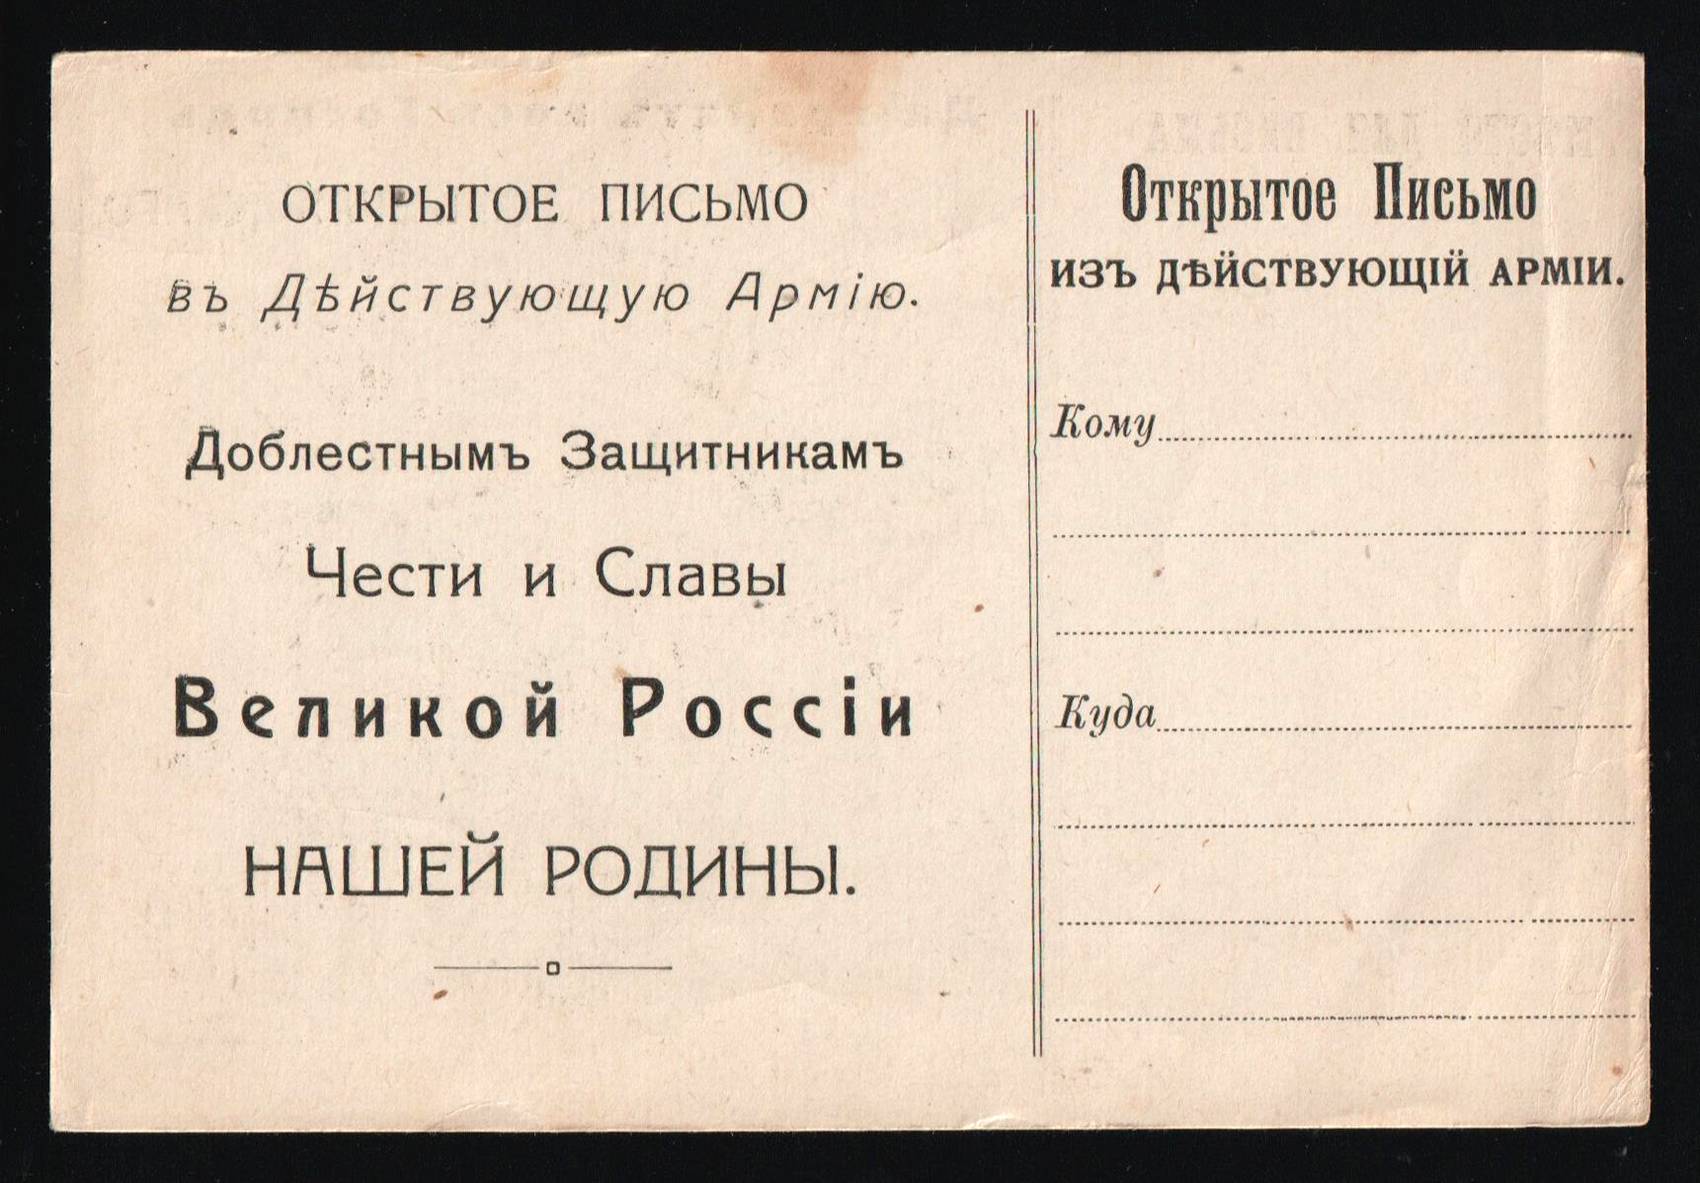 ОТКРЫТОЕ ПИСЬМО
въ Дѣйствующую Армію.
Доблестнымъ Защитникамъ
Чести и Славы
Великой Россіи
НАШЕЙ РОДИНЫ.
Открытое Письмо
ИЗЪ ДѢЙСТВУЮЩІЙ АРМІИ.
Кому
Куда